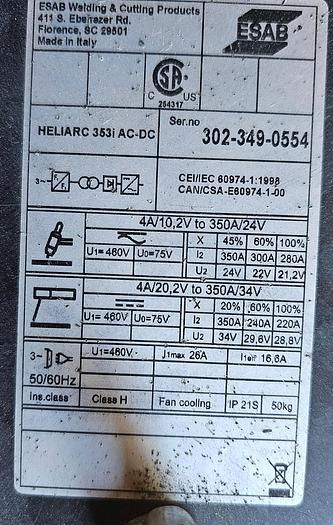 ESAB Welding & Cutting Products
411 S. Ebenezer Rd.
Florence, SC 29501
Made in Italy
ESAB
CSA
C US
254317
HELIARC 353i AC-DC
Ser.no
302-349-0554
3~ f1 f2
CEI/IEC 60974-1:1998
CAN/CSA-E60974-1-00
4A/10,2V to 350A/24V
X 45% 60% 100%
U1= 460V U0=75V I2 350A 300A 280A
U2 24V 22V 21,2V
4A/20,2V to 350A/34V
X 20% 60% 100%
U1= 460V U0=75V I2 350A 240A 220A
U2 34V 29,6V 28,8V
3~ U1=460V I1max 26A I1eff 16,6A
50/60Hz
Ins.class Class H Fan cooling IP 21S 50kg